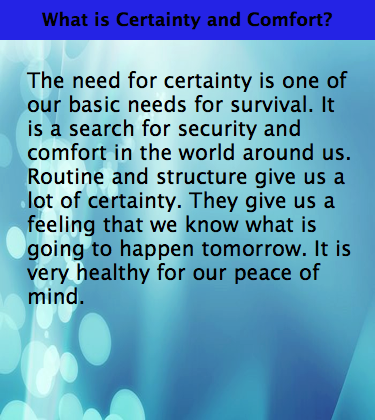 What is Certainty and Comfort?
The need for certainty is one of
our basic needs for survival. It
is a search for security and
comfort in the world around us.
Routine and structure give us a
lot of certainty. They give us a
feeling that we know what is
going to happen tomorrow. It is
very healthy for our peace of
mind.